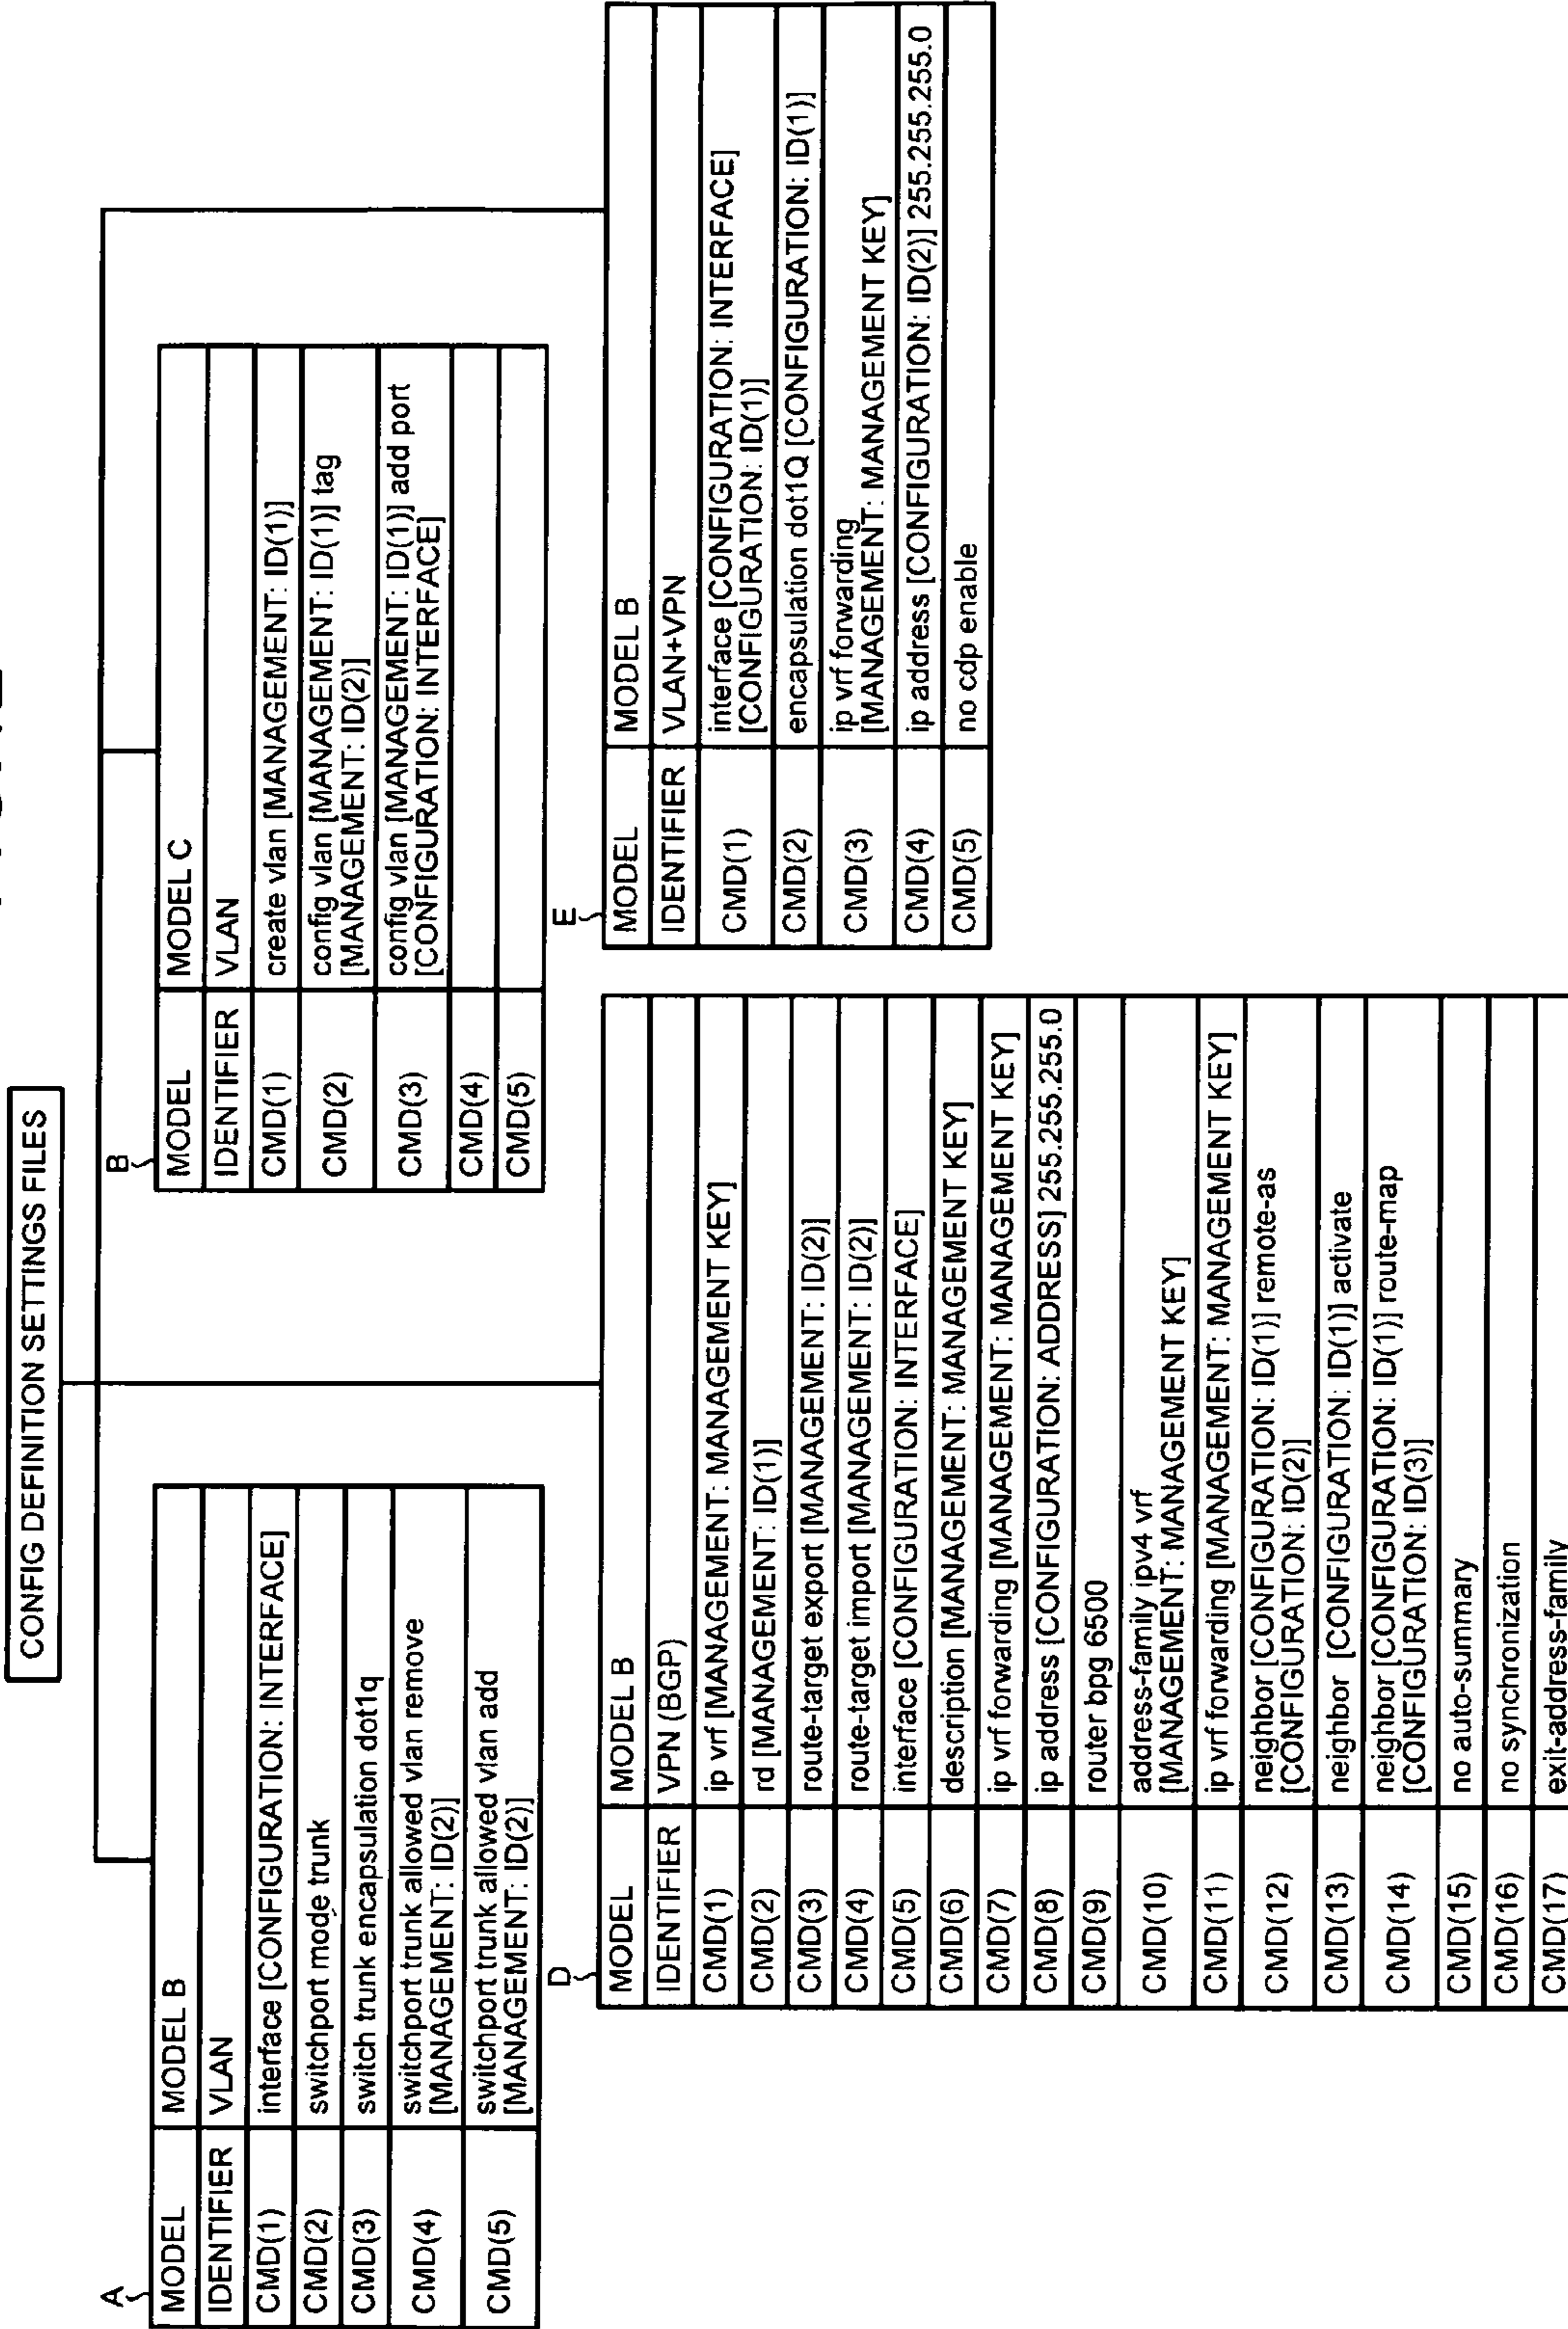 CONFIG DEFINITION SETTINGS FILES
A
MODEL MODEL B
IDENTIFIER VLAN
CMD(1) interface [CONFIGURATION: INTERFACE]
CMD(2) switchport mode trunk
CMD(3) switch trunk encapsulation dot1q
CMD(4) switchport trunk allowed vlan remove
[MANAGEMENT: ID(2)]
CMD(5) switchport trunk allowed vlan add
[MANAGEMENT: ID(2)]
B
MODEL MODEL C
IDENTIFIER VLAN
CMD(1) create vlan [MANAGEMENT: ID(1)]
CMD(2) config vlan [MANAGEMENT: ID(1)] tag
[MANAGEMENT: ID(2)]
CMD(3) config vlan [MANAGEMENT: ID(1)] add port
[CONFIGURATION: INTERFACE]
CMD(4)
CMD(5)
D
MODEL MODEL B
IDENTIFIER VPN (BGP)
CMD(1) ip vrf [MANAGEMENT: MANAGEMENT KEY]
CMD(2) rd [MANAGEMENT: ID(1)]
CMD(3) route-target export [MANAGEMENT: ID(2)]
CMD(4) route-target import [MANAGEMENT: ID(2)]
CMD(5) interface [CONFIGURATION: INTERFACE]
CMD(6) description [MANAGEMENT: MANAGEMENT KEY]
CMD(7) ip vrf forwarding [MANAGEMENT: MANAGEMENT KEY]
CMD(8) ip address [CONFIGURATION: ADDRESS] 255.255.255.0
CMD(9) router bpg 6500
CMD(10) address-family ipv4 vrf
[MANAGEMENT: MANAGEMENT KEY]
CMD(11) ip vrf forwarding [MANAGEMENT: MANAGEMENT KEY]
CMD(12) neighbor [CONFIGURATION: ID(1)] remote-as
[CONFIGURATION: ID(2)]
CMD(13) neighbor [CONFIGURATION: ID(1)] activate
CMD(14) neighbor [CONFIGURATION: ID(1)] route-map
[CONFIGURATION: ID(3)]
CMD(15) no auto-summary
CMD(16) no synchronization
CMD(17) exit-address-family
E
MODEL MODEL B
IDENTIFIER VLAN+VPN
CMD(1) interface [CONFIGURATION: INTERFACE]
[CONFIGURATION: ID(1)]
CMD(2) encapsulation dot1Q [CONFIGURATION: ID(1)]
CMD(3) ip vrf forwarding
[MANAGEMENT: MANAGEMENT KEY]
CMD(4) ip address [CONFIGURATION: ID(2)] 255.255.255.0
CMD(5) no cdp enable